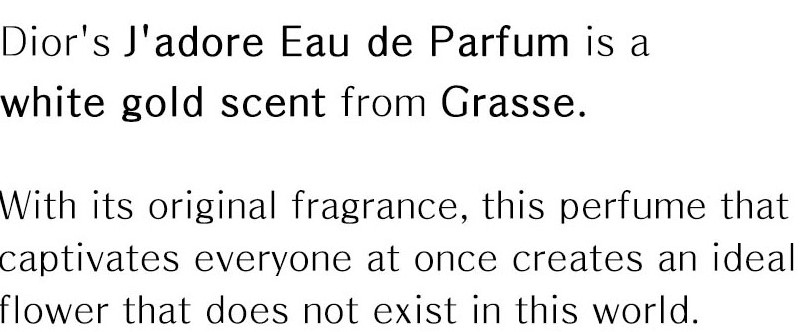 Dior's J'adore Eau de Parfum is a
white gold scent from Grasse.
With its original fragrance, this perfume that
captivates everyone at once creates an ideal
flower that does not exist in this world.